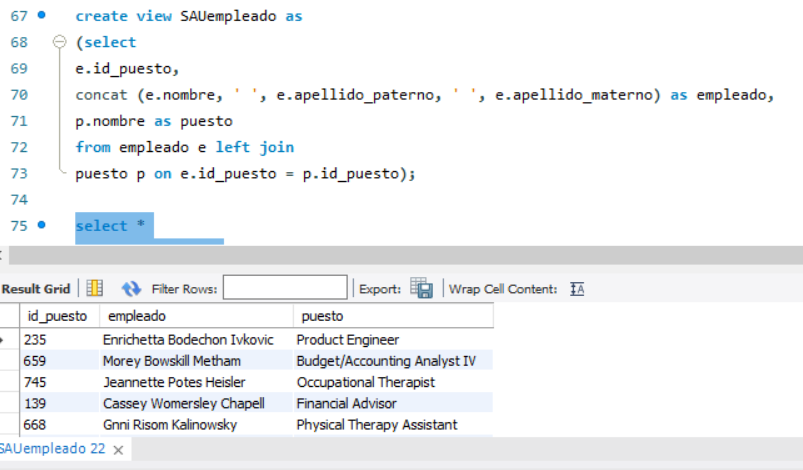 67 create view SAUempleado as
68 (select
69 e.id_puesto,
70 concat (e.nombre, ' ', e.apellido_paterno, ' ', e.apellido_materno) as empleado,
71 p.nombre as puesto
72 from empleado e left join
73 puesto p on e.id_puesto = p.id_puesto);
74
75 select *
Result Grid Filter Rows: Export: Wrap Cell Content:
id_puesto empleado puesto
235 Enrichetta Bodechon Ivkovic Product Engineer
659 Morey Bowskill Metham Budget/Accounting Analyst IV
745 Jeannette Potes Heisler Occupational Therapist
139 Cassey Womersley Chapell Financial Advisor
668 Gnni Risom Kalinowsky Physical Therapy Assistant
SAUempleado 22